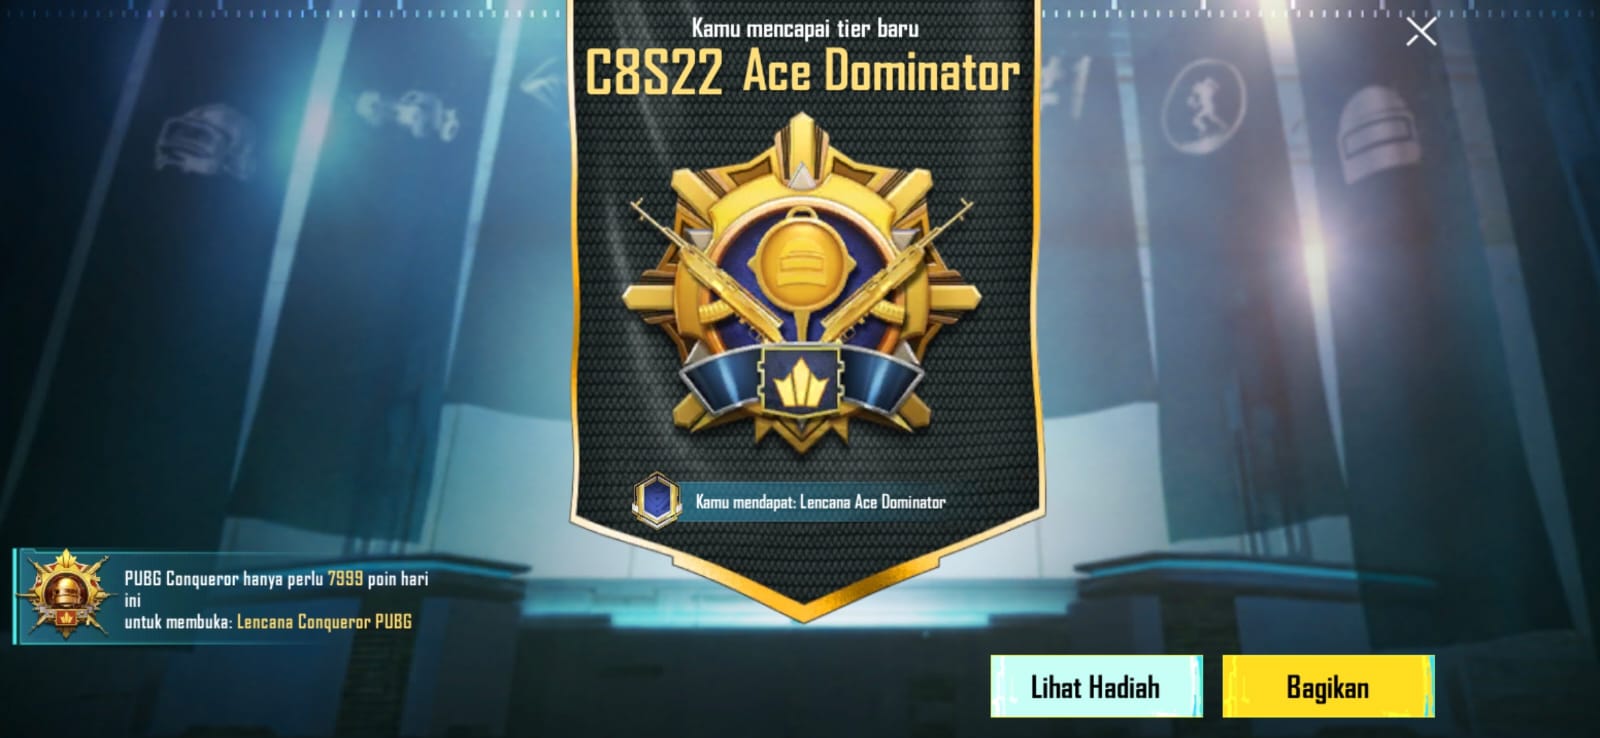 Kamu mencapai tier baru
C8S22 Ace Dominator
Kamu mendapat: Lencana Ace Dominator
PUBG Conqueror hanya perlu 7999 poin hari
ini
untuk membuka: Lencana Conqueror PUBG
Lihat Hadiah
Bagikan